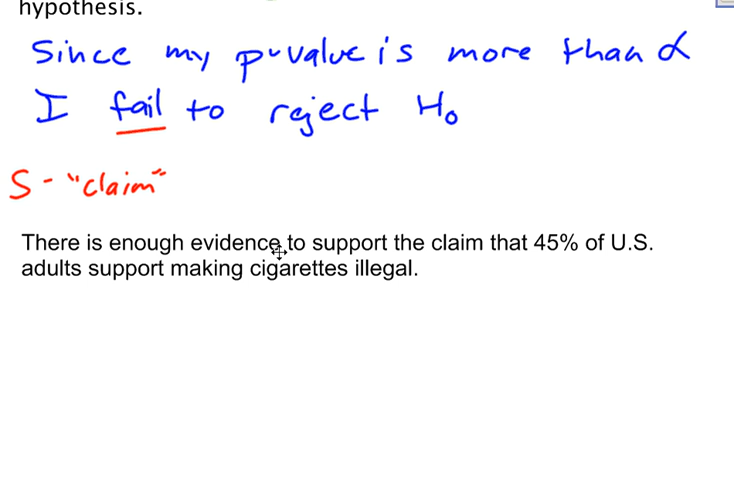 hypothesis.
Since my p-value is more than α
I fail to reject H₀
S - "claim"
There is enough evidence to support the claim that 45% of U.S.
adults support making cigarettes illegal.